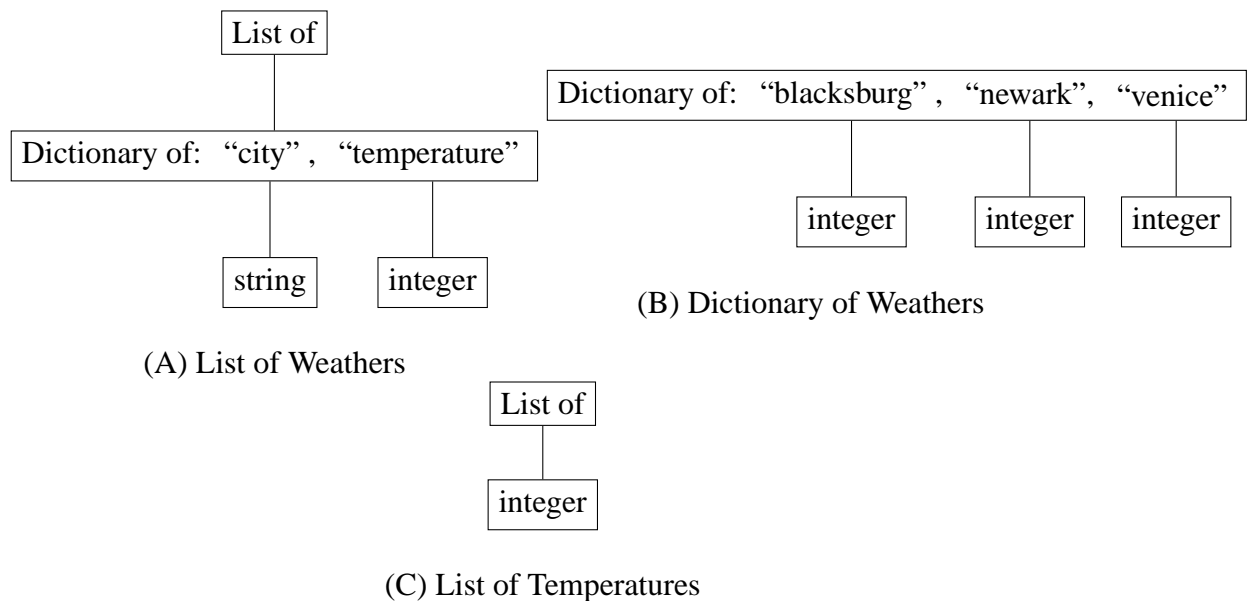 List of
Dictionary of: “city” , “temperature”
string integer
(A) List of Weathers
Dictionary of: “blacksburg” , “newark”, “venice”
integer integer integer
(B) Dictionary of Weathers
List of
integer
(C) List of Temperatures